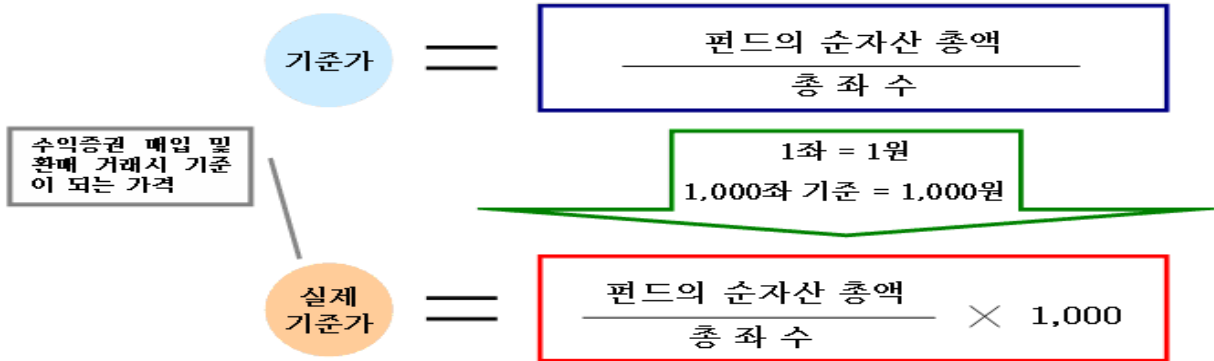 기준가
펀드의 순자산 총액
총 좌 수
수익증권 매입 및
환매 거래시 기준
이 되는 가격
1좌 = 1원
1,000좌 기준 = 1,000원
실제
기준가
펀드의 순자산 총액
총 좌 수
× 1,000